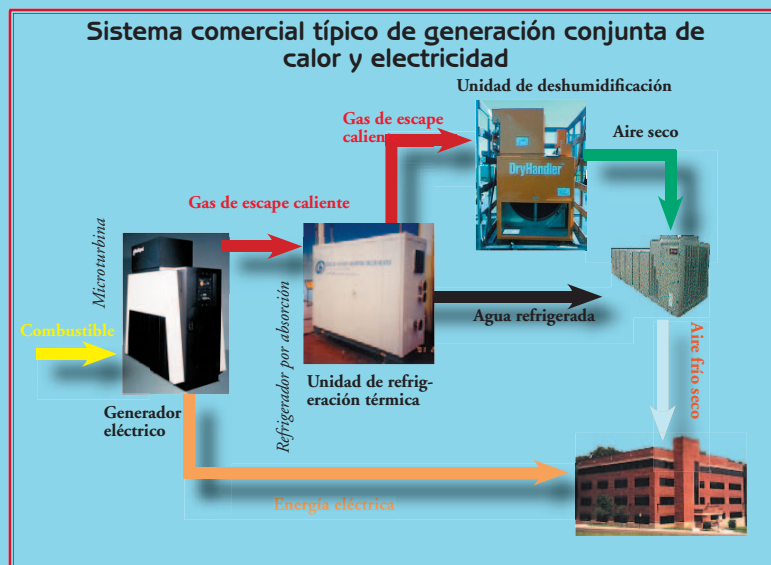 Sistema comercial típico de generación conjunta de
calor y electricidad
Unidad de deshumidificación
Gas de escape
caliente
Aire seco
DryHandler
Gas de escape caliente
Microturbina
Refrigerador por absorción
Combustible
Agua refrigerada
Aire frío seco
Unidad de refrig-
eración térmica
Generador
eléctrico
Energía eléctrica